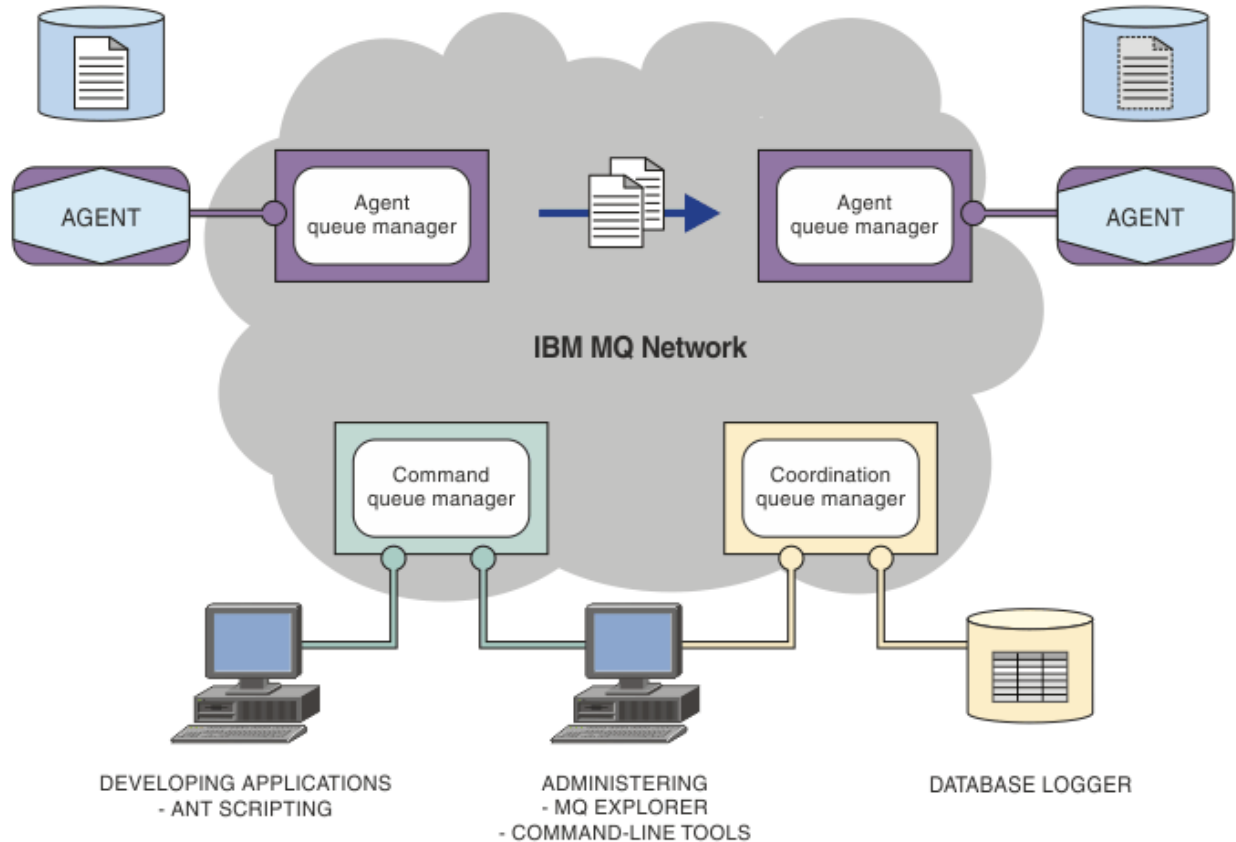 AGENT
Agent
queue manager
Agent
queue manager
AGENT
IBM MQ Network
Command
queue manager
Coordination
queue manager
DEVELOPING APPLICATIONS
- ANT SCRIPTING
ADMINISTERING
- MQ EXPLORER
- COMMAND-LINE TOOLS
DATABASE LOGGER